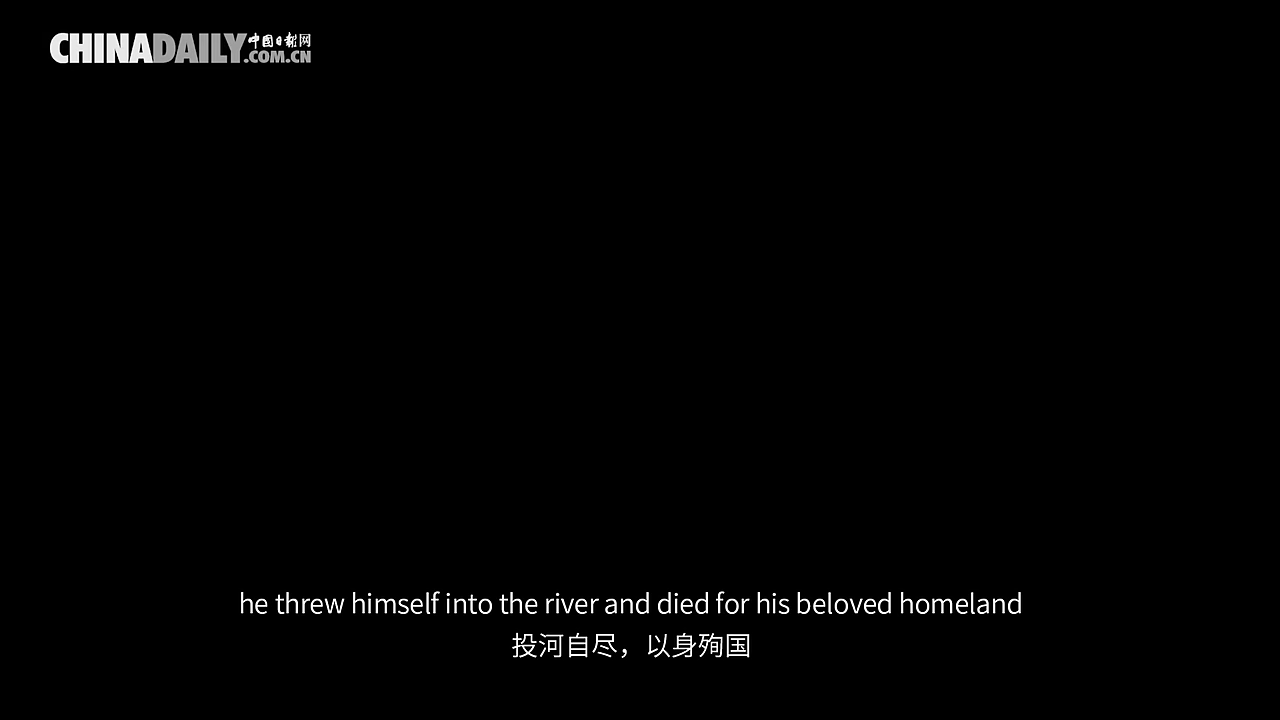 CHINADAILY中国日报网
.COM.CN
he threw himself into the river and died for his beloved homeland
投河自尽，以身殉国